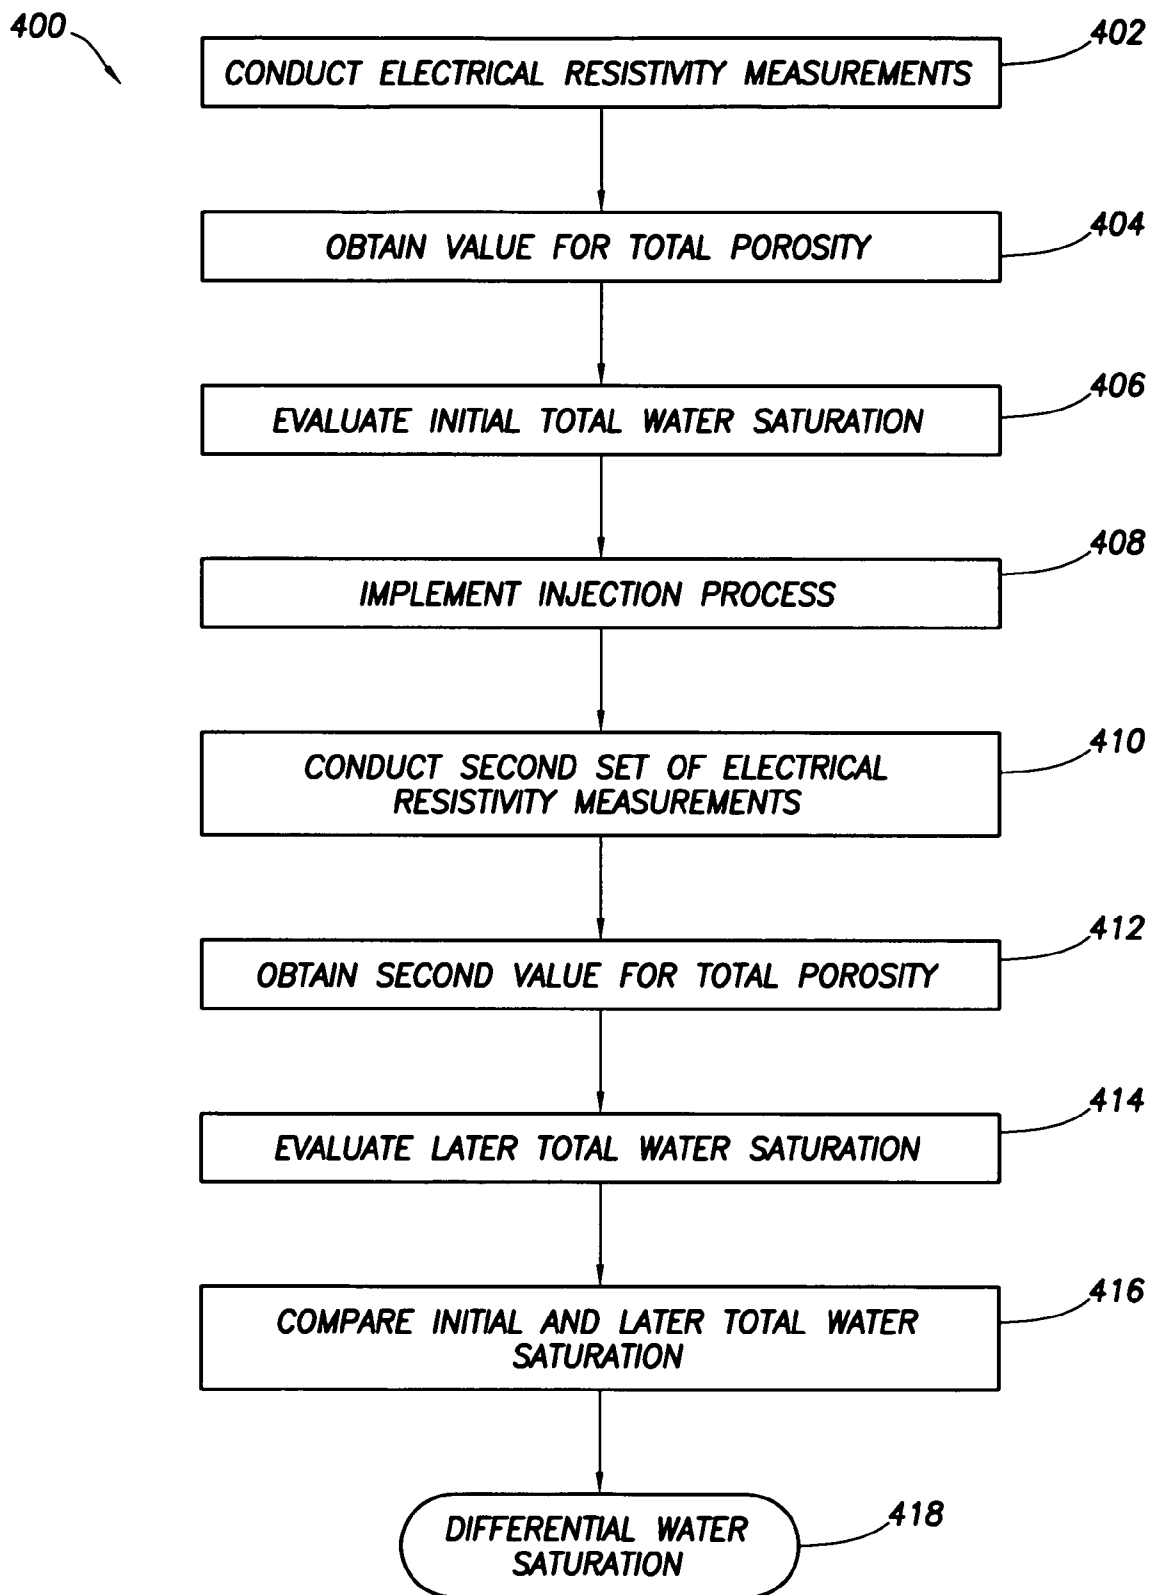 400
402
CONDUCT ELECTRICAL RESISTIVITY MEASUREMENTS
404
OBTAIN VALUE FOR TOTAL POROSITY
406
EVALUATE INITIAL TOTAL WATER SATURATION
408
IMPLEMENT INJECTION PROCESS
410
CONDUCT SECOND SET OF ELECTRICAL
RESISTIVITY MEASUREMENTS
412
OBTAIN SECOND VALUE FOR TOTAL POROSITY
414
EVALUATE LATER TOTAL WATER SATURATION
416
COMPARE INITIAL AND LATER TOTAL WATER
SATURATION
418
DIFFERENTIAL WATER
SATURATION